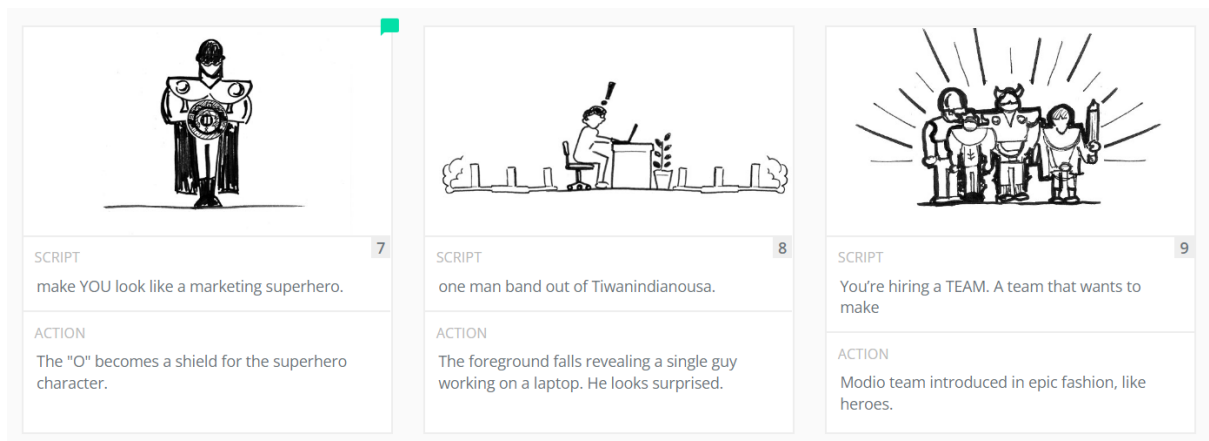 7
SCRIPT
make YOU look like a marketing superhero.
ACTION
The "O" becomes a shield for the superhero
character.
8
SCRIPT
one man band out of Tiwanindianousa.
ACTION
The foreground falls revealing a single guy
working on a laptop. He looks surprised.
9
SCRIPT
You're hiring a TEAM. A team that wants to
make
ACTION
Modio team introduced in epic fashion, like
heroes.